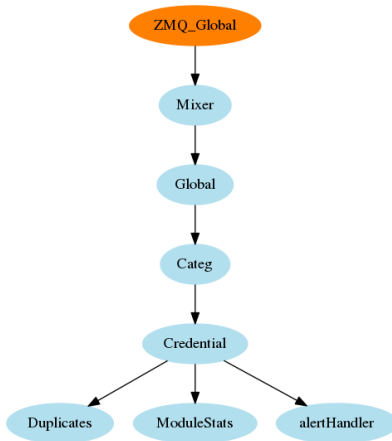 ZMQ_Global
Mixer
Global
Categ
Credential
Duplicates
ModuleStats
alertHandler